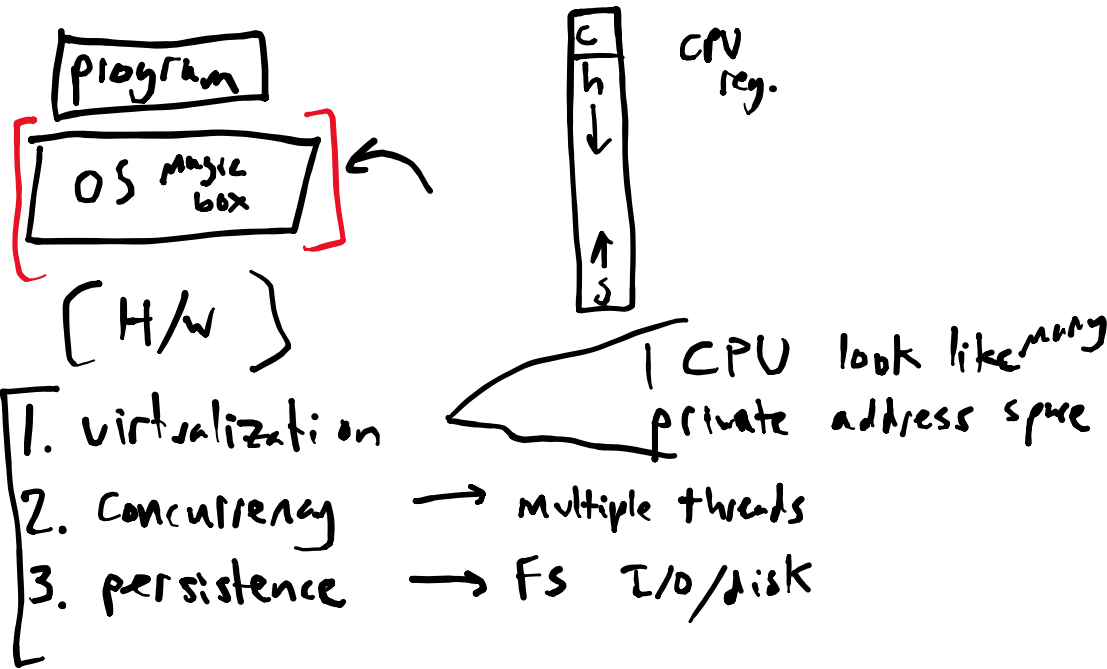 program
OS magic
box
[H/W]
c
h
↓
↑
s
CPU
reg.
1. virtualization
1 CPU look like many
private address space
2. concurrency → multiple threads
3. persistence → FS I/O/disk